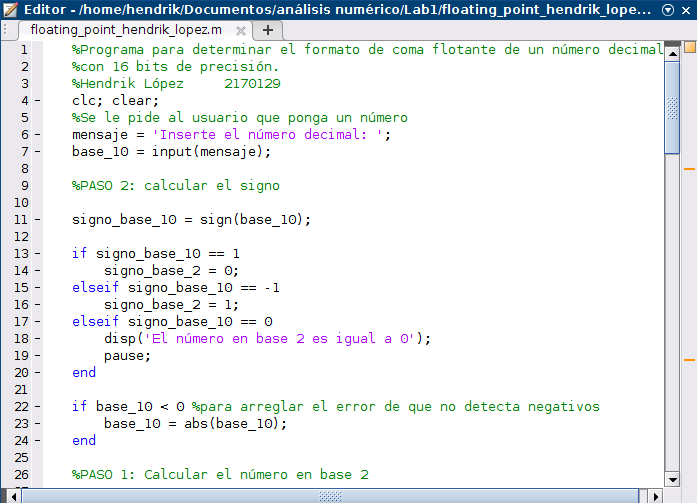 Editor - /home/hendrik/Documentos/análisis numérico/Lab1/floating_point_hendrik_lope...
floating_point_hendrik_lopez.m
1 %Programa para determinar el formato de coma flotante de un número decimal
2 %con 16 bits de precisión.
3 %Hendrik López     2170129
4 - clc; clear;
5 %Se le pide al usuario que ponga un número
6 - mensaje = 'Inserte el número decimal: ';
7 - base_10 = input(mensaje);
8
9 %PASO 2: calcular el signo
10
11 - signo_base_10 = sign(base_10);
12
13 - if signo_base_10 == 1
14 -     signo_base_2 = 0;
15 - elseif signo_base_10 == -1
16 -     signo_base_2 = 1;
17 - elseif signo_base_10 == 0
18 -     disp('El número en base 2 es igual a 0');
19 -     pause;
20 - end
21
22 - if base_10 < 0 %para arreglar el error de que no detecta negativos
23 -     base_10 = abs(base_10);
24 - end
25
26 %PASO 1: Calcular el número en base 2